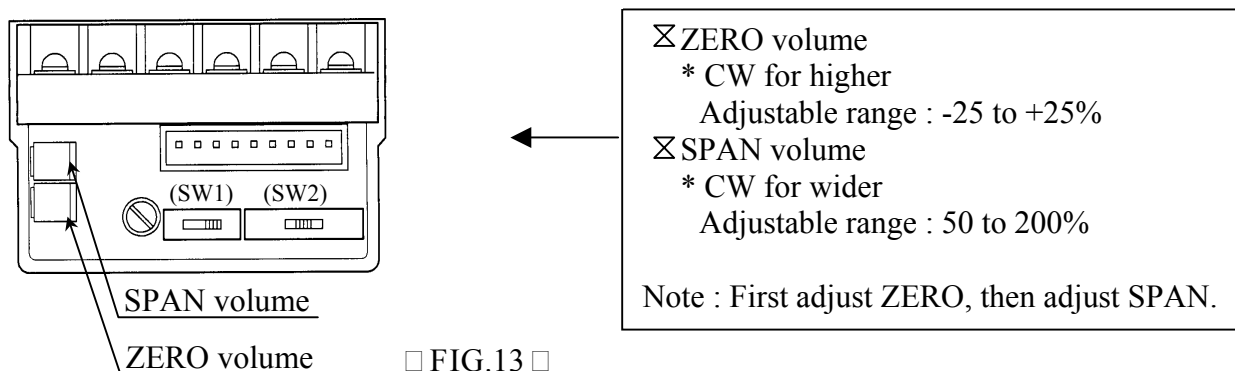 (SW1) (SW2)
SPAN volume
ZERO volume
□ FIG.13 □
⧖ ZERO volume
* CW for higher
Adjustable range : -25 to +25%
⧖ SPAN volume
* CW for wider
Adjustable range : 50 to 200%
Note : First adjust ZERO, then adjust SPAN.